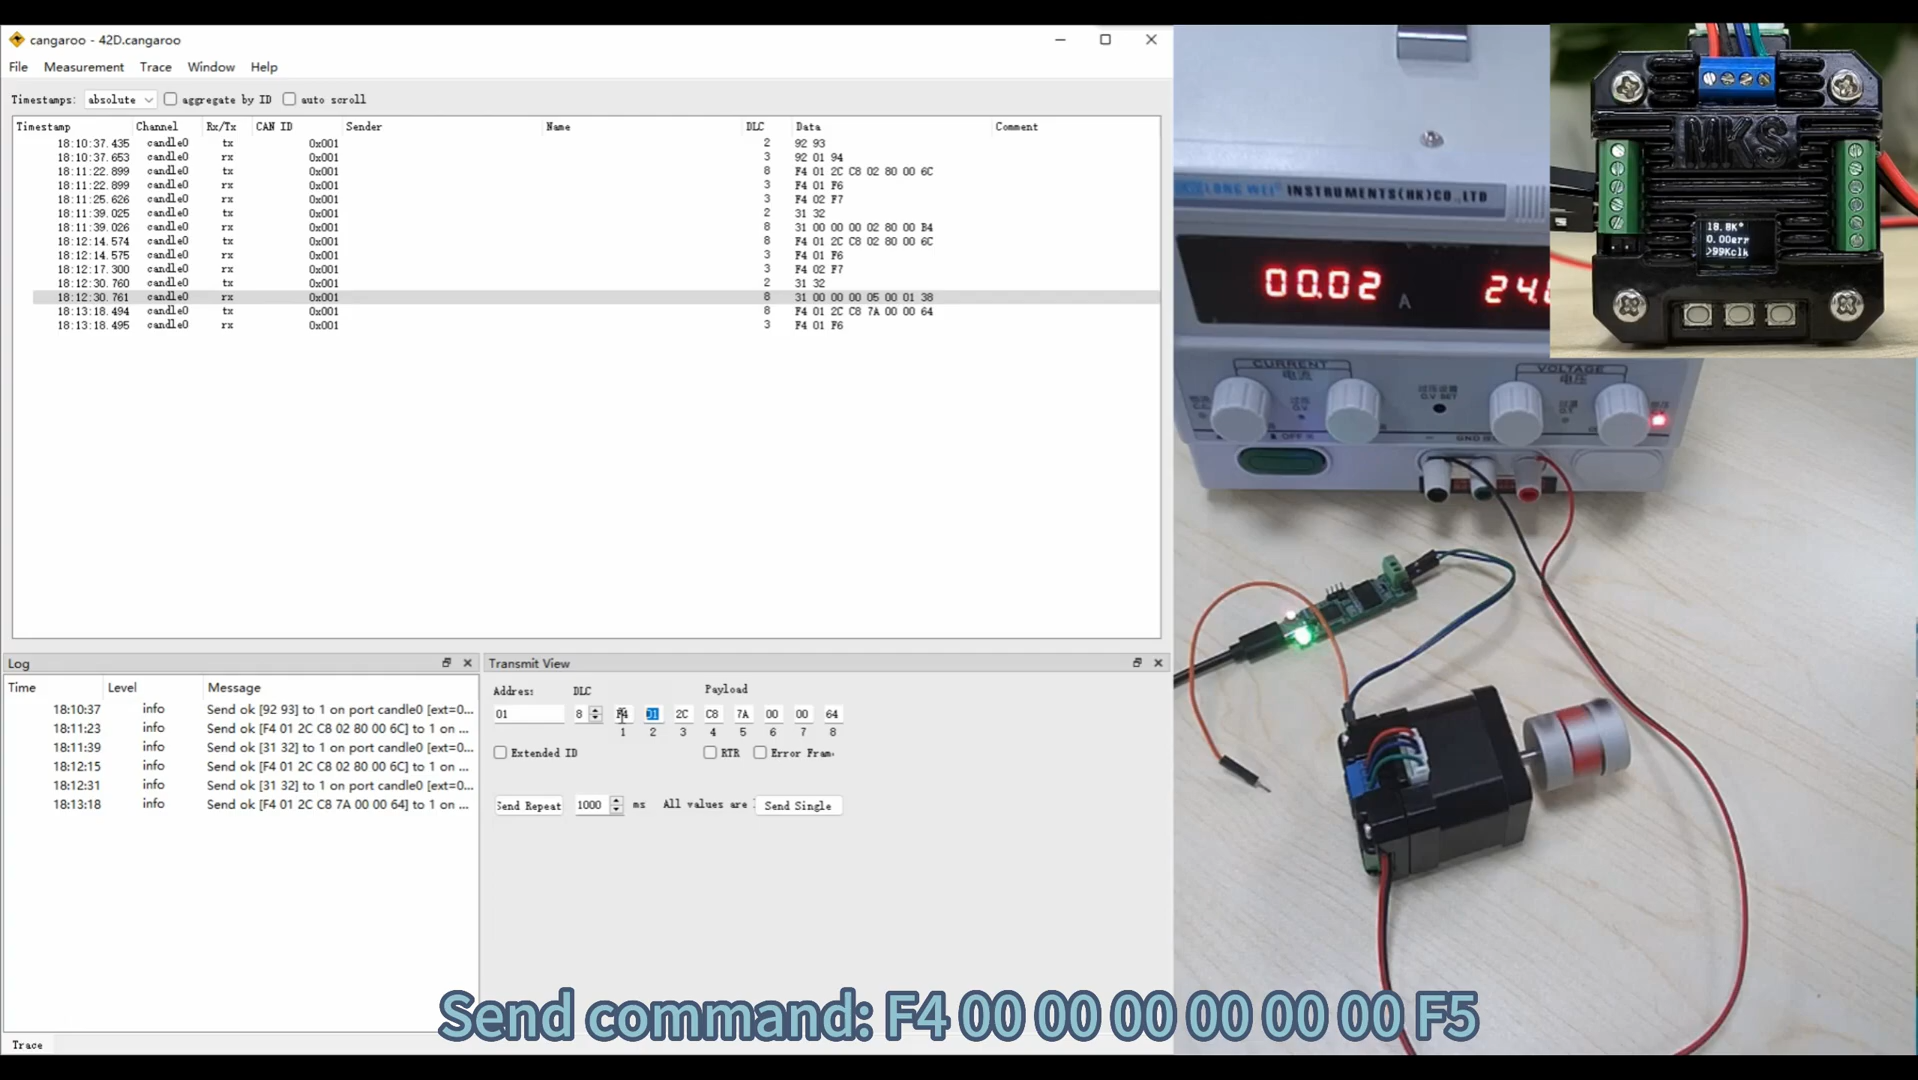 cangaroo - 42D.cangaroo
File Measurement Trace Window Help
Timestamps: absolute aggregate by ID auto scroll
Timestamp Channel Rx/Tx CAN ID Sender Name DLC Data Comment
18:10:37.435 candle0 tx 0x001 2 92 93
18:10:37.653 candle0 rx 0x001 3 92 01 94
18:11:22.899 candle0 tx 0x001 8 F4 01 2C C8 02 80 00 6C
18:11:22.899 candle0 rx 0x001 3 F4 01 F6
18:11:25.626 candle0 rx 0x001 3 F4 02 F7
18:11:39.025 candle0 tx 0x001 2 31 32
18:11:39.026 candle0 rx 0x001 8 31 00 00 00 02 80 00 B4
18:12:14.574 candle0 tx 0x001 8 F4 01 2C C8 02 80 00 6C
18:12:14.575 candle0 rx 0x001 3 F4 01 F6
18:12:17.300 candle0 rx 0x001 3 F4 02 F7
18:12:30.760 candle0 tx 0x001 2 31 32
18:12:30.761 candle0 rx 0x001 8 31 00 00 00 05 00 01 38
18:13:18.494 candle0 tx 0x001 8 F4 01 2C C8 7A 00 00 64
18:13:18.495 candle0 rx 0x001 3 F4 01 F6
Log
Time Level Message
18:10:37 info Send ok [92 93] to 1 on port candle0 [ext=0...
18:11:23 info Send ok [F4 01 2C C8 02 80 00 6C] to 1 on ...
18:11:39 info Send ok [31 32] to 1 on port candle0 [ext=0...
18:12:15 info Send ok [F4 01 2C C8 02 80 00 6C] to 1 on ...
18:12:31 info Send ok [31 32] to 1 on port candle0 [ext=0...
18:13:18 info Send ok [F4 01 2C C8 7A 00 00 64] to 1 on ...
Trace
Transmit View
Address: DLC Payload
01 8 F4 01 2C C8 7A 00 00 64
1 2 3 4 5 6 7 8
Extended ID RTR Error Fram
Send Repeat 1000 ms All values are Send Single
LONG WEI INSTRUMENTS(HK)CO.,LTD
00.02 A 24.0
CURRENT
电流
VOLTAGE
电压
O.V SET
OFF
GND
MKS
18.8K°
0.00err
>99Kclk
Send command: F4 00 00 00 00 00 00 F5